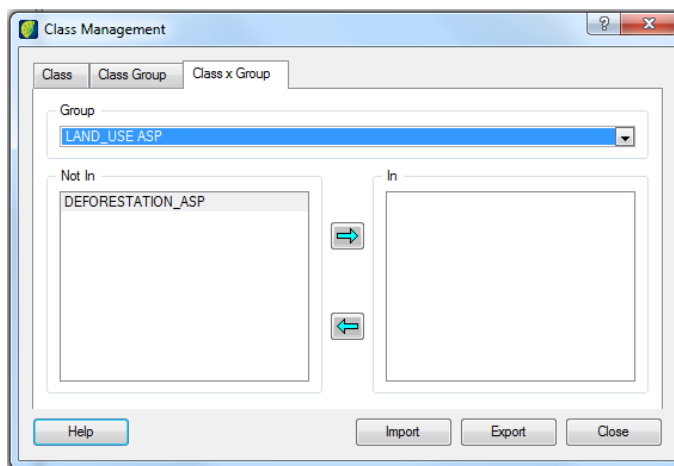 Class Management
?
Class Class Group Class x Group
Group
LAND_USE ASP
Not In In
DEFORESTATION_ASP
Help Import Export Close